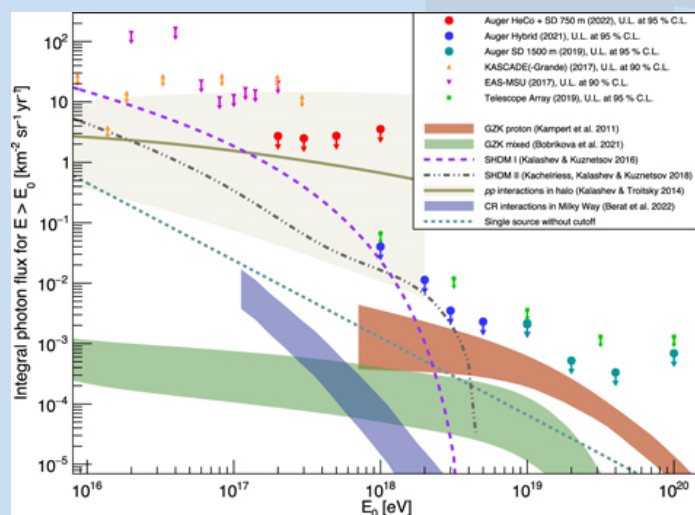 Integral photon flux for E > E₀ [km⁻² sr⁻¹ yr⁻¹]
10²
10
1
10⁻¹
10⁻²
10⁻³
10⁻⁴
10⁻⁵
Auger HeCo + SD 750 m (2022), U.L. at 95 % C.L.
Auger Hybrid (2021), U.L. at 95 % C.L.
Auger SD 1500 m (2019), U.L. at 95 % C.L.
KASCADE(-Grande) (2017), U.L. at 90 % C.L.
EAS-MSU (2017), U.L. at 90 % C.L.
Telescope Array (2019), U.L. at 95 % C.L.
GZK proton (Kampert et al. 2011)
GZK mixed (Bobrikova et al. 2021)
SHDM I (Kalashev & Kuznetsov 2016)
SHDM II (Kachelriess, Kalashev & Kuznetsov 2018)
pp interactions in halo (Kalashev & Troitsky 2014)
CR interactions in Milky Way (Berat et al. 2022)
Single source without cutoff
10¹⁶
10¹⁷
10¹⁸
10¹⁹
10²⁰
E₀ [eV]